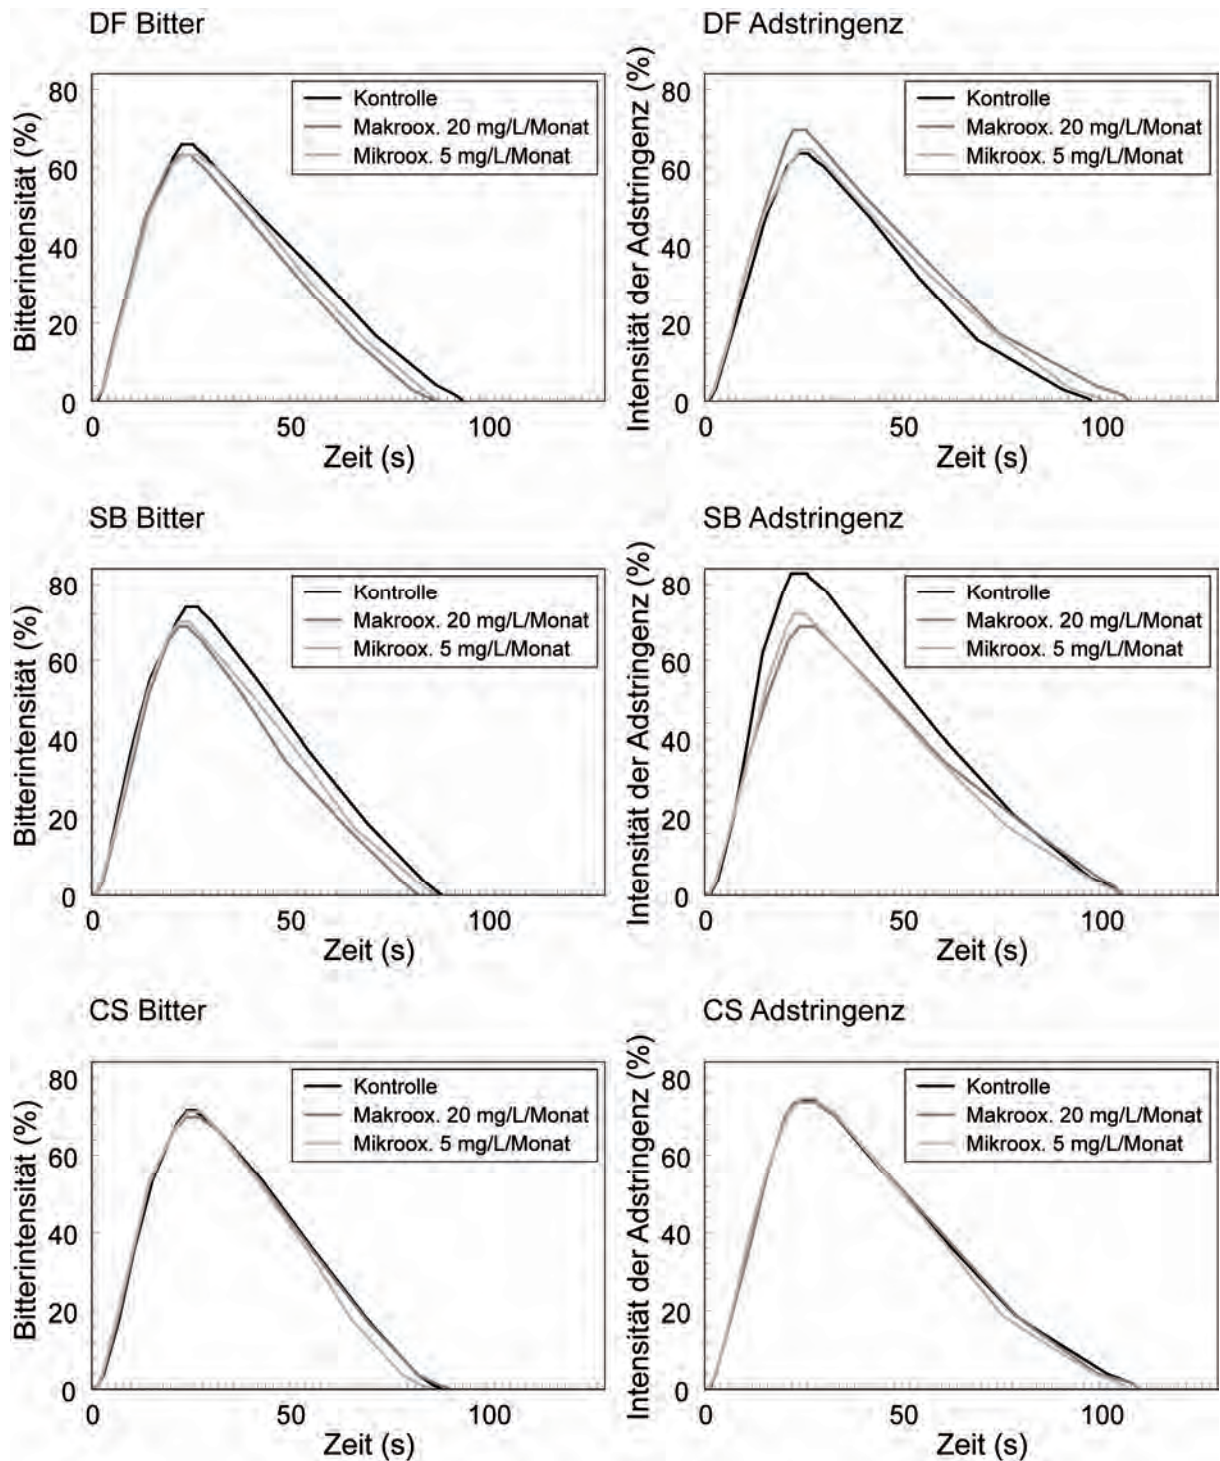 DF Bitter
Bitterintensität (%)
80
60
40
20
0
Kontrolle
Makroox. 20 mg/L/Monat
Mikroox. 5 mg/L/Monat
0 50 100
Zeit (s)
DF Adstringenz
Intensität der Adstringenz (%)
80
60
40
20
0
Kontrolle
Makroox. 20 mg/L/Monat
Mikroox. 5 mg/L/Monat
0 50 100
Zeit (s)
SB Bitter
Bitterintensität (%)
80
60
40
20
0
Kontrolle
Makroox. 20 mg/L/Monat
Mikroox. 5 mg/L/Monat
0 50 100
Zeit (s)
SB Adstringenz
Intensität der Adstringenz (%)
80
60
40
20
0
Kontrolle
Makroox. 20 mg/L/Monat
Mikroox. 5 mg/L/Monat
0 50 100
Zeit (s)
CS Bitter
Bitterintensität (%)
80
60
40
20
0
Kontrolle
Makroox. 20 mg/L/Monat
Mikroox. 5 mg/L/Monat
0 50 100
Zeit (s)
CS Adstringenz
Intensität der Adstringenz (%)
80
60
40
20
0
Kontrolle
Makroox. 20 mg/L/Monat
Mikroox. 5 mg/L/Monat
0 50 100
Zeit (s)